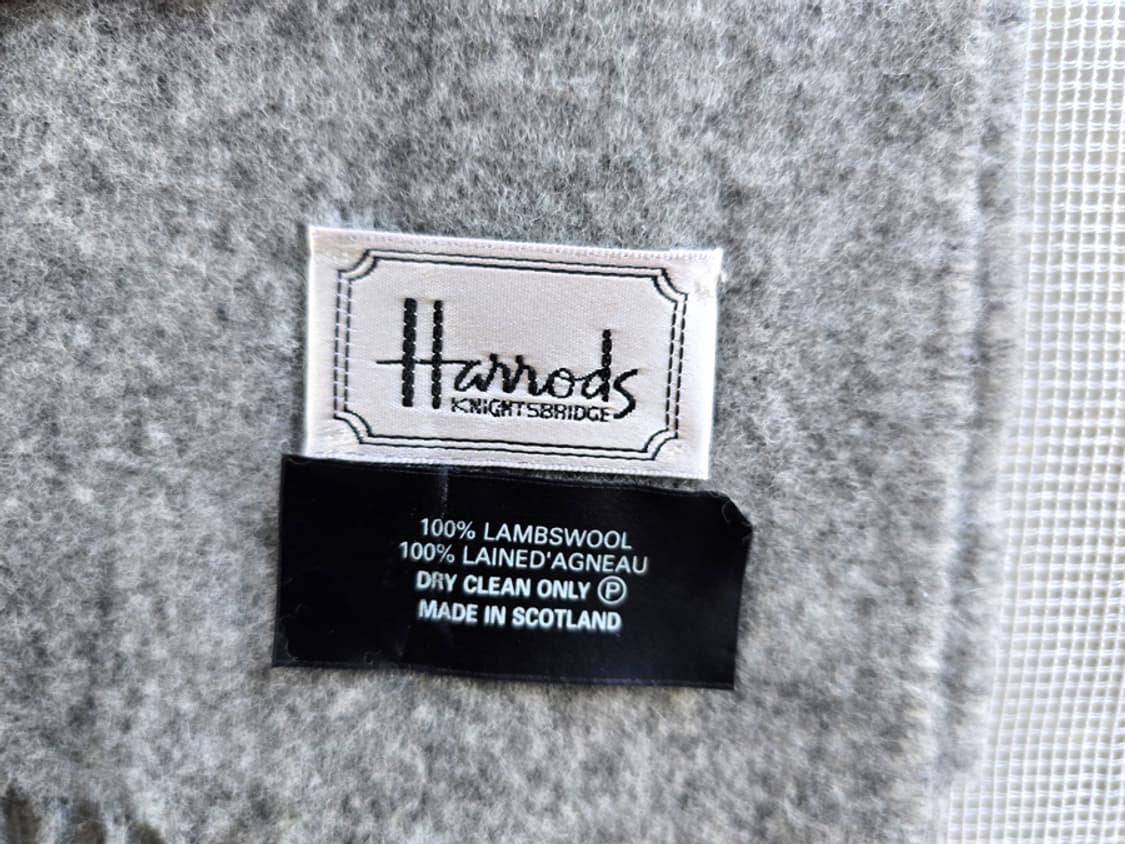 Harrods
KNIGHTSBRIDGE
100% LAMBSWOOL
100% LAINED'AGNEAU
DRY CLEAN ONLY Ⓟ
MADE IN SCOTLAND